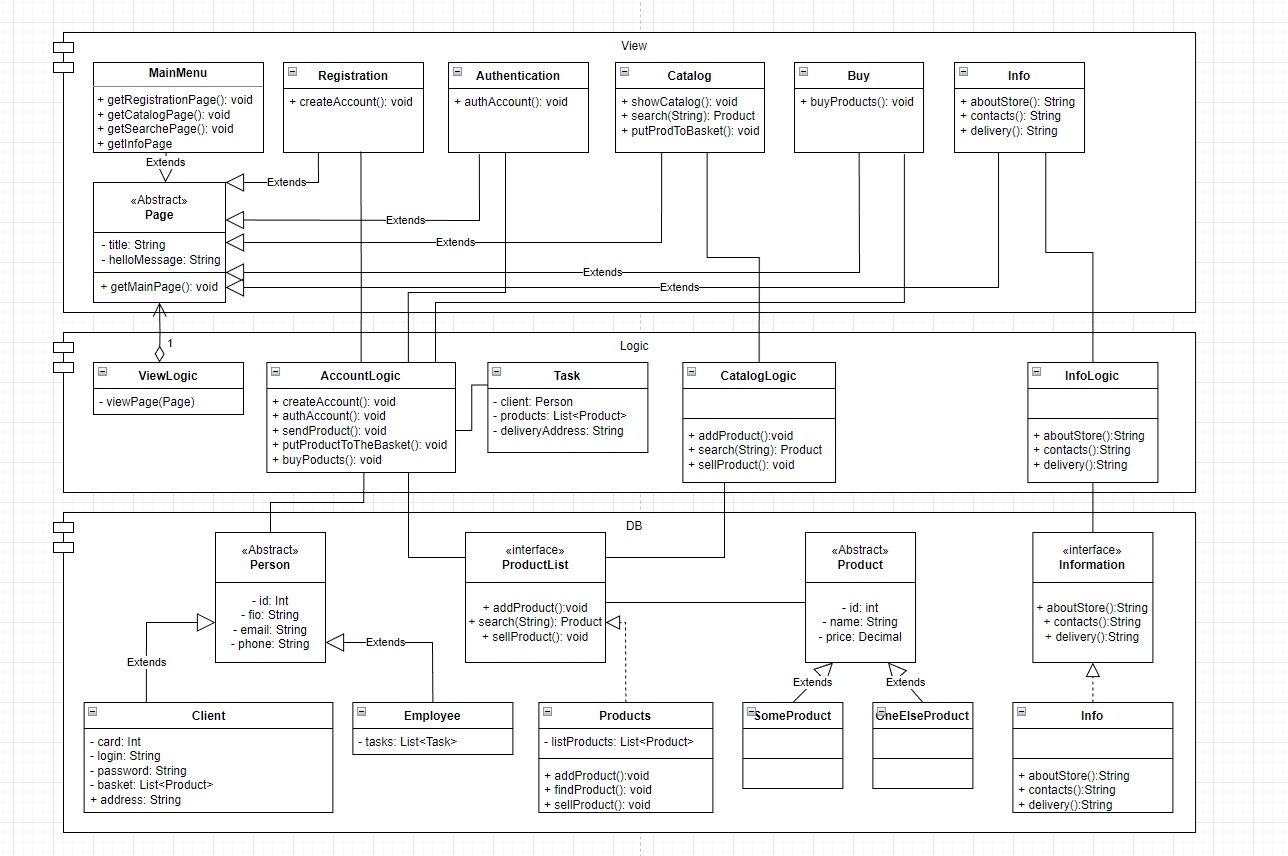 View
MainMenu
+ getRegistrationPage(): void
+ getCatalogPage(): void
+ getSearchePage(): void
+ getInfoPage
Registration
+ createAccount(): void
Authentication
+ authAccount(): void
Catalog
+ showCatalog(): void
+ search(String): Product
+ putProdToBasket(): void
Buy
+ buyProducts(): void
Info
+ aboutStore(): String
+ contacts(): String
+ delivery(): String
Extends
Extends
Extends
Extends
Extends
Extends
«Abstract»
Page
- title: String
- helloMessage: String
+ getMainPage(): void
1
Logic
ViewLogic
- viewPage(Page)
AccountLogic
+ createAccount(): void
+ authAccount(): void
+ sendProduct(): void
+ putProductToTheBasket(): void
+ buyPoducts(): void
Task
- client: Person
- products: List<Product>
- deliveryAddress: String
CatalogLogic
+ addProduct():void
+ search(String): Product
+ sellProduct(): void
InfoLogic
+ aboutStore():String
+ contacts():String
+ delivery():String
DB
«Abstract»
Person
- id: Int
- fio: String
- email: String
- phone: String
«interface»
ProductList
+ addProduct():void
+ search(String): Product
+ sellProduct(): void
«Abstract»
Product
- id: int
- name: String
- price: Decimal
«interface»
Information
+ aboutStore():String
+ contacts():String
+ delivery():String
Extends
Extends
Extends
Extends
Client
- card: Int
- login: String
- password: String
- basket: List<Product>
+ address: String
Employee
- tasks: List<Task>
Products
- listProducts: List<Product>
+ addProduct():void
+ findProduct(): void
+ sellProduct(): void
SomeProduct
OneElseProduct
Info
+ aboutStore():String
+ contacts():String
+ delivery():String